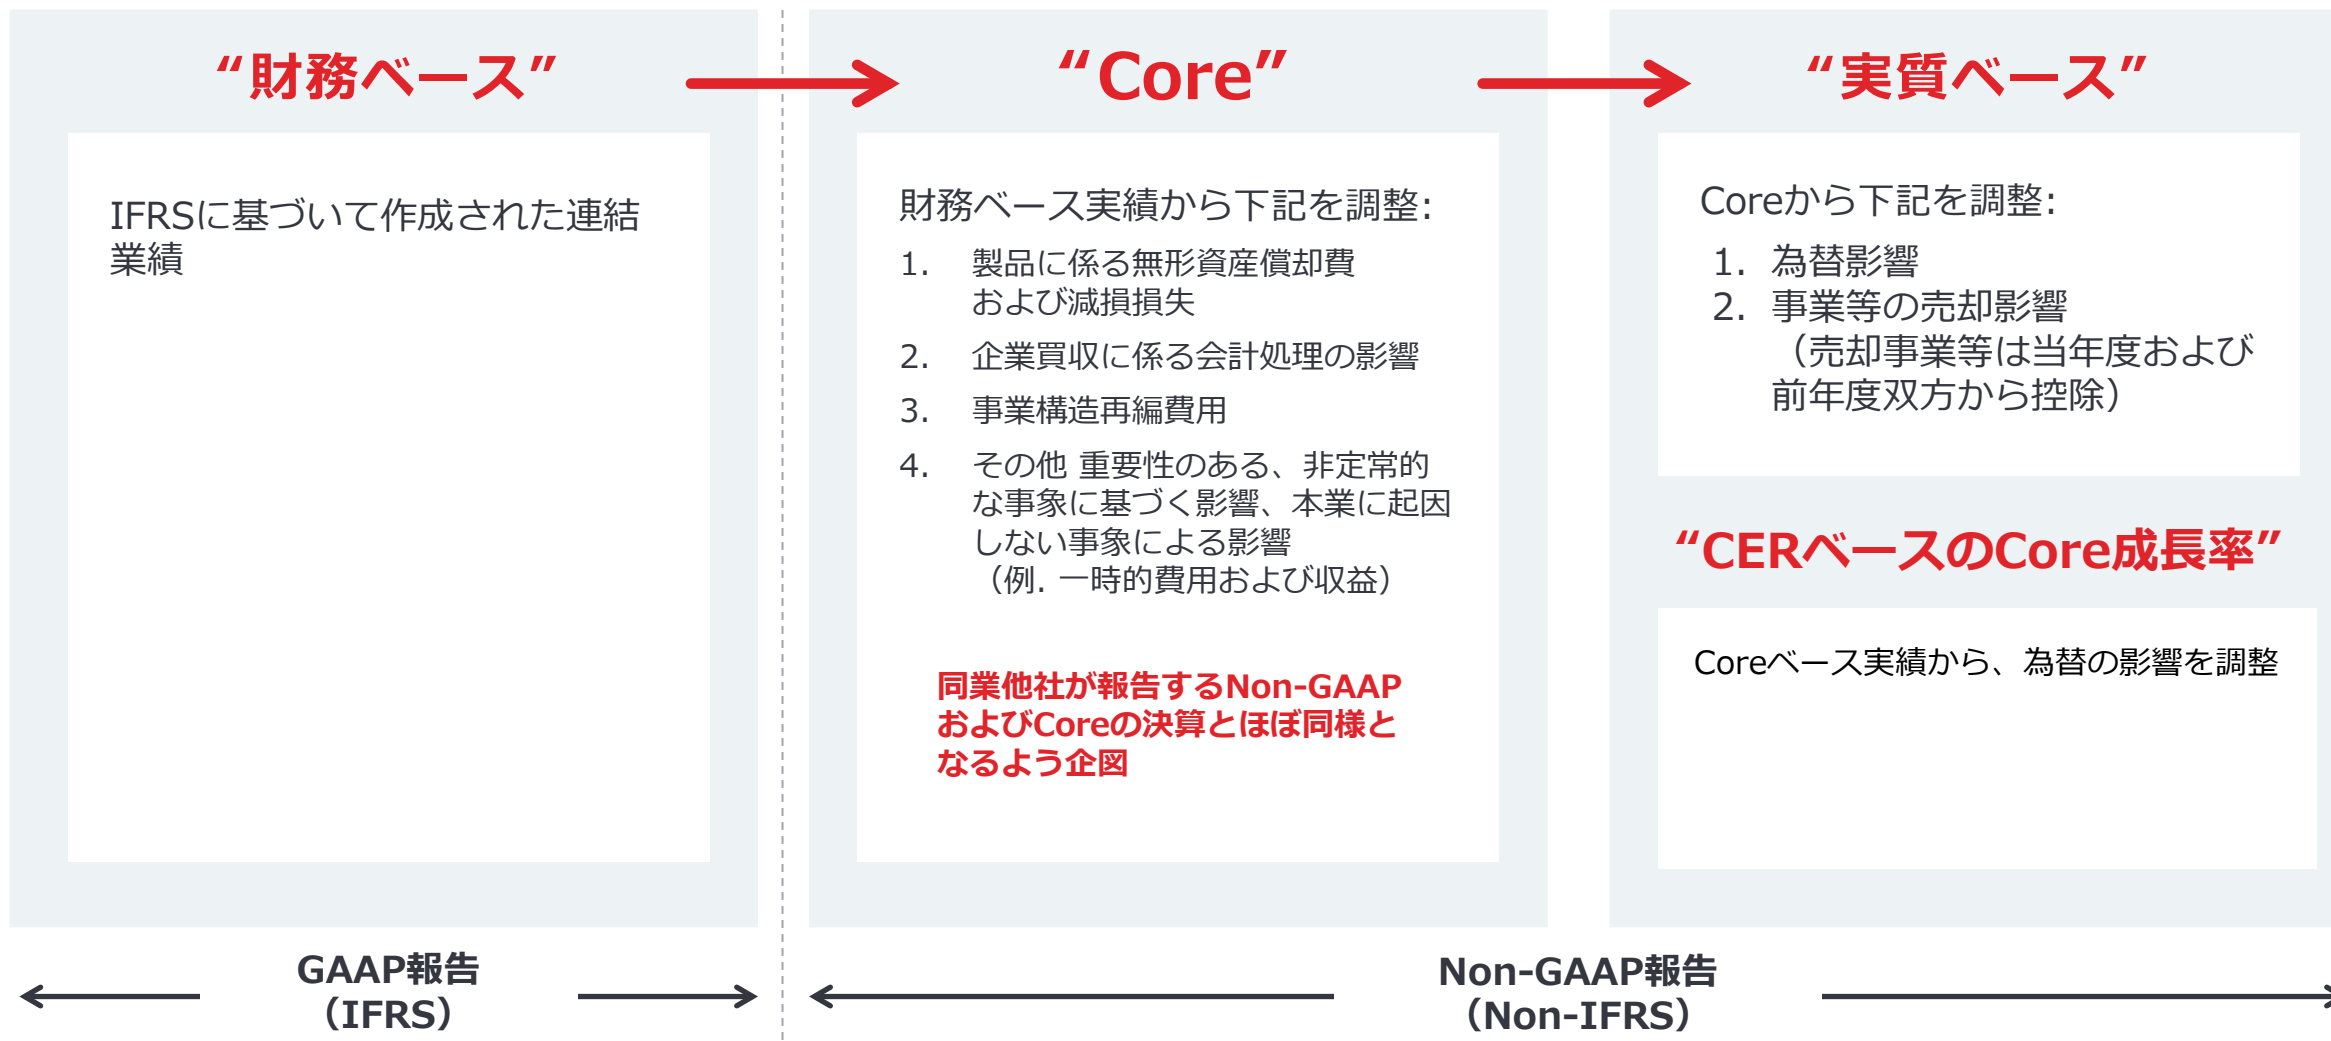 “財務ベース”
IFRSに基づいて作成された連結
業績
“Core”
財務ベース実績から下記を調整:
1. 製品に係る無形資産償却費
および減損損失
2. 企業買収に係る会計処理の影響
3. 事業構造再編費用
4. その他 重要性のある、非定常的
な事象に基づく影響、本業に起因
しない事象による影響
（例. 一時的費用および収益）
同業他社が報告するNon-GAAP
およびCoreの決算とほぼ同様と
なるよう企図
“実質ベース”
Coreから下記を調整:
1. 為替影響
2. 事業等の売却影響
（売却事業等は当年度および
前年度双方から控除）
“CERベースのCore成長率”
Coreベース実績から、為替の影響を調整
GAAP報告
（IFRS）
Non-GAAP報告
（Non-IFRS）